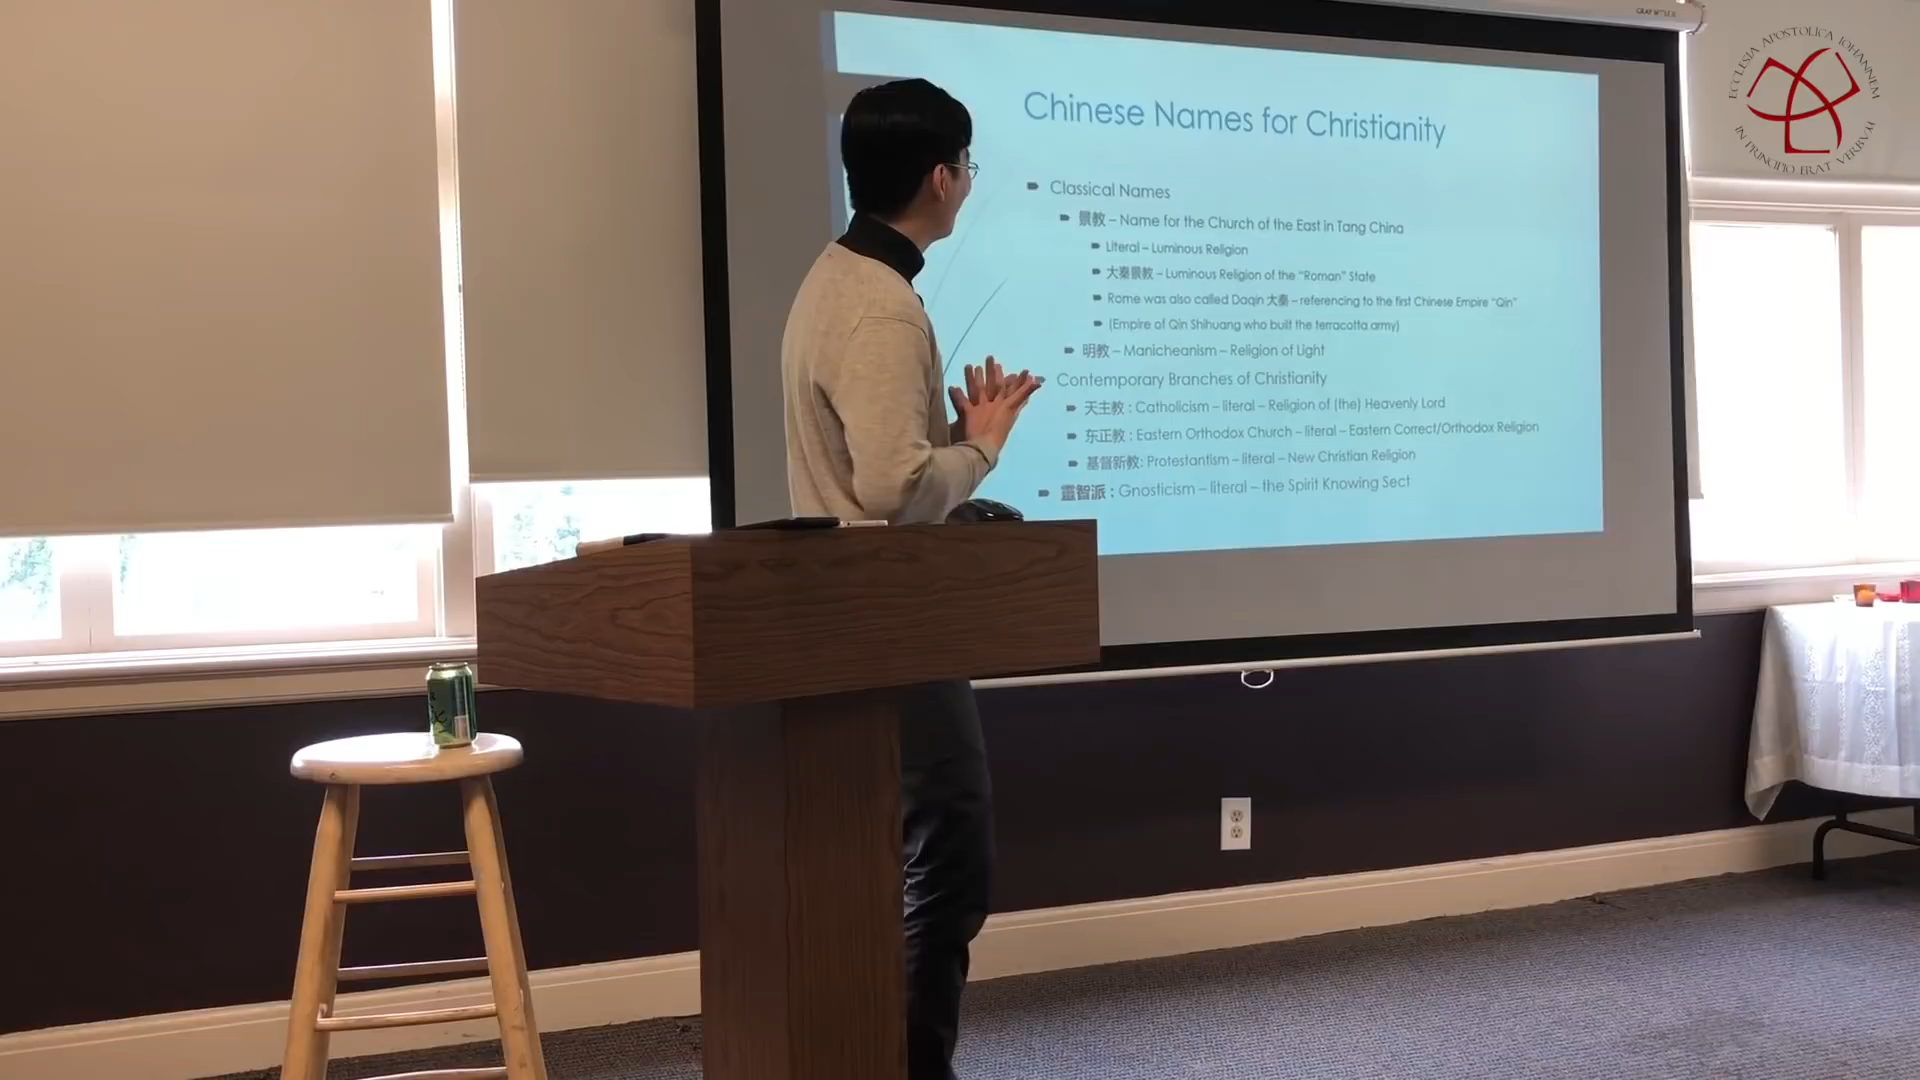 Chinese Names for Christianity
Classical Names
景教 – Name for the Church of the East in Tang China
Literal – Luminous Religion
大秦景教 – Luminous Religion of the “Roman” State
Rome was also called Daqin 大秦 – referencing to the first Chinese Empire “Qin”
(Empire of Qin Shihuang who built the terracotta army)
明教 – Manicheanism – Religion of Light
Contemporary Branches of Christianity
天主教 : Catholicism – literal – Religion of (the) Heavenly Lord
东正教 : Eastern Orthodox Church – literal – Eastern Correct/Orthodox Religion
基督新教: Protestantism – literal – New Christian Religion
靈智派 : Gnosticism – literal – the Spirit Knowing Sect
ECCLESIA APOSTOLICA IOHANNEM
IN PRINCIPIO ERAT VERBVM